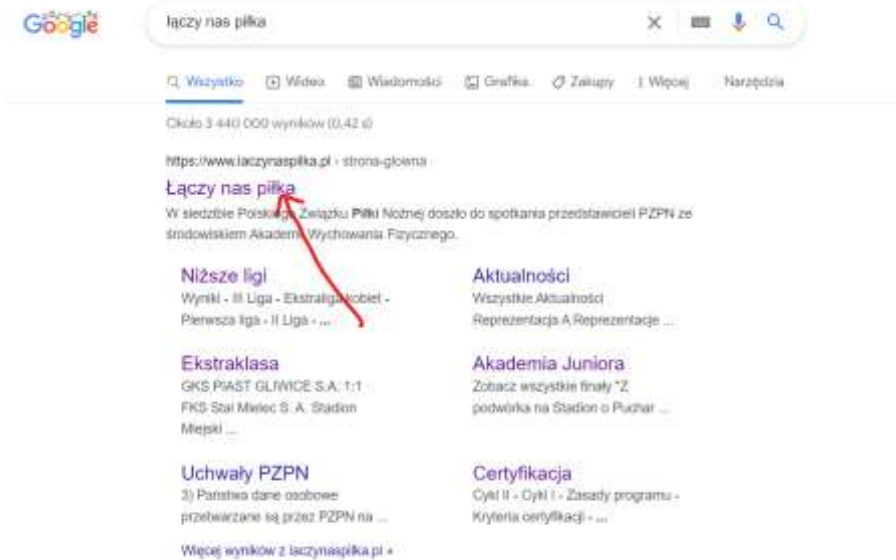 Google
łączy nas piłka
Wszystko Wideo Wiadomości Grafika Zakupy Więcej Narzędzia
Około 3 440 000 wyników (0,42 s)
https://www.laczynaspilka.pl › strona-glowna
Łączy nas piłka
W siedzibie Polskiego Związku Piłki Nożnej doszło do spotkania przedstawicieli PZPN ze
środowiskiem Akademii Wychowania Fizycznego.
Niższe ligi
Wyniki - III Liga - Ekstraliga kobiet -
Pierwsza liga - II Liga - ...
Aktualności
Wszystkie Aktualności
Reprezentacja A Reprezentacje ...
Ekstraklasa
GKS PIAST GLIWICE S.A. 1:1
FKS Stal Mielec S. A. Stadion
Miejski ...
Akademia Juniora
Zobacz wszystkie finały "Z
podwórka na Stadion o Puchar ...
Uchwały PZPN
3) Państwa dane osobowe
przetwarzane są przez PZPN na ...
Certyfikacja
Cykl II - Cykl I - Zasady programu -
Kryteria certyfikacji - ...
Więcej wyników z laczynaspilka.pl »